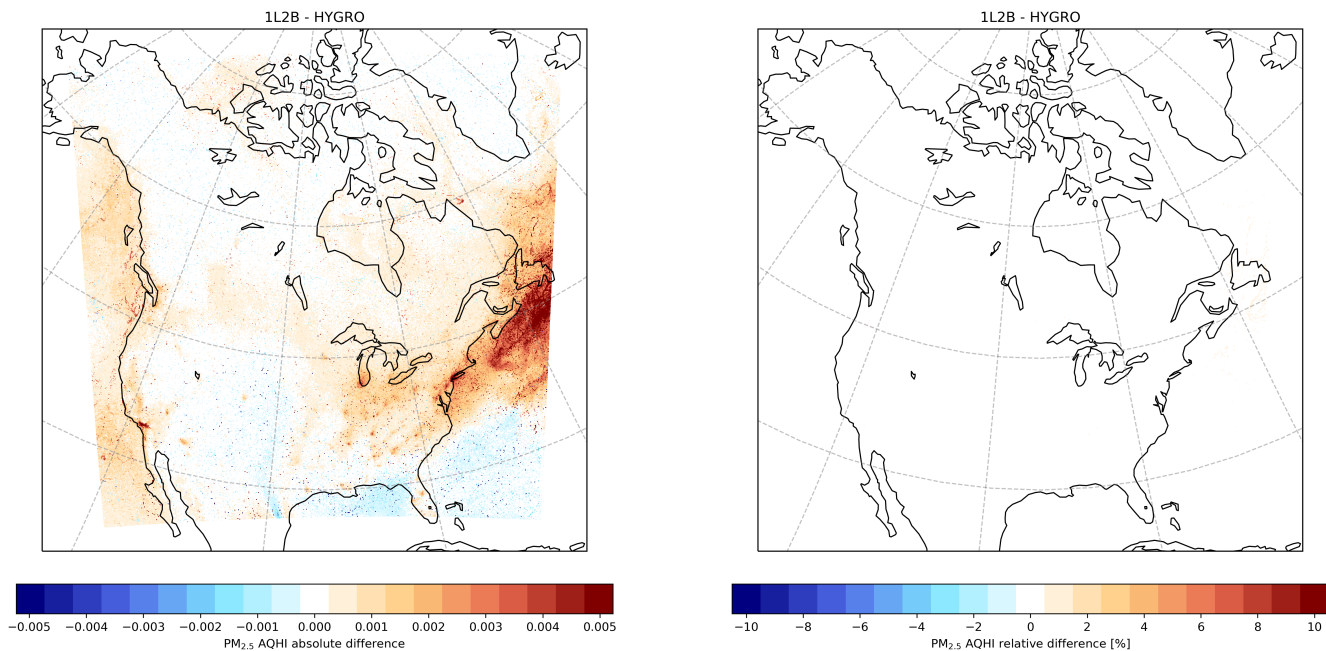 1L2B - HYGRO
1L2B - HYGRO
−0.005 −0.004 −0.003 −0.002 −0.001 0.000 0.001 0.002 0.003 0.004 0.005
PM2.5 AQHI absolute difference
−10 −8 −6 −4 −2 0 2 4 6 8 10
PM2.5 AQHI relative difference [%]